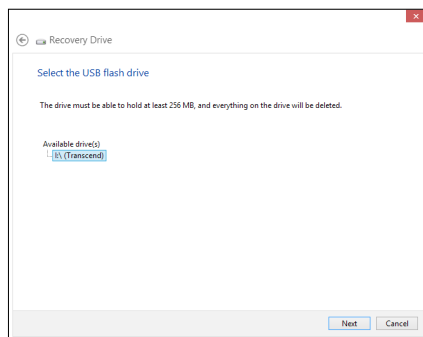 Recovery Drive
Select the USB flash drive
The drive must be able to hold at least 256 MB, and everything on the drive will be deleted.
Available drive(s)
I:\ (Transcend)
Next
Cancel